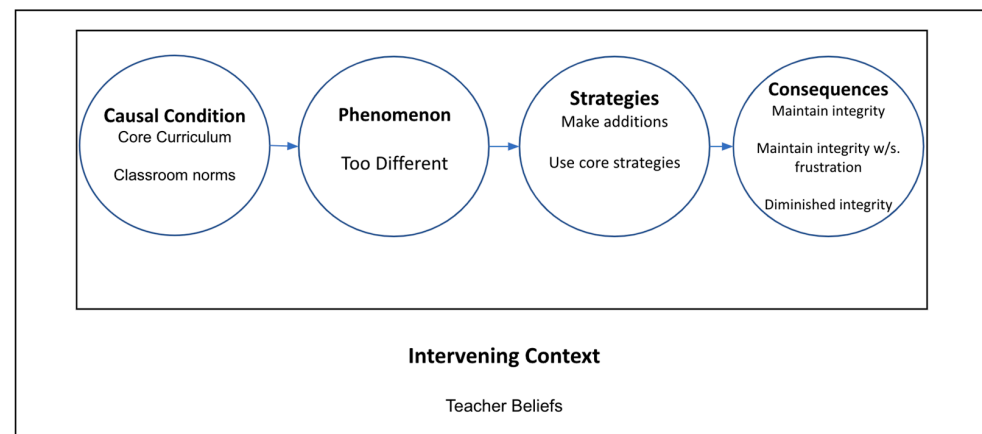 Causal Condition
Core Curriculum
Classroom norms
Phenomenon
Too Different
Strategies
Make additions
Use core strategies
Consequences
Maintain integrity
Maintain integrity w/s.
frustration
Diminished integrity
Intervening Context
Teacher Beliefs